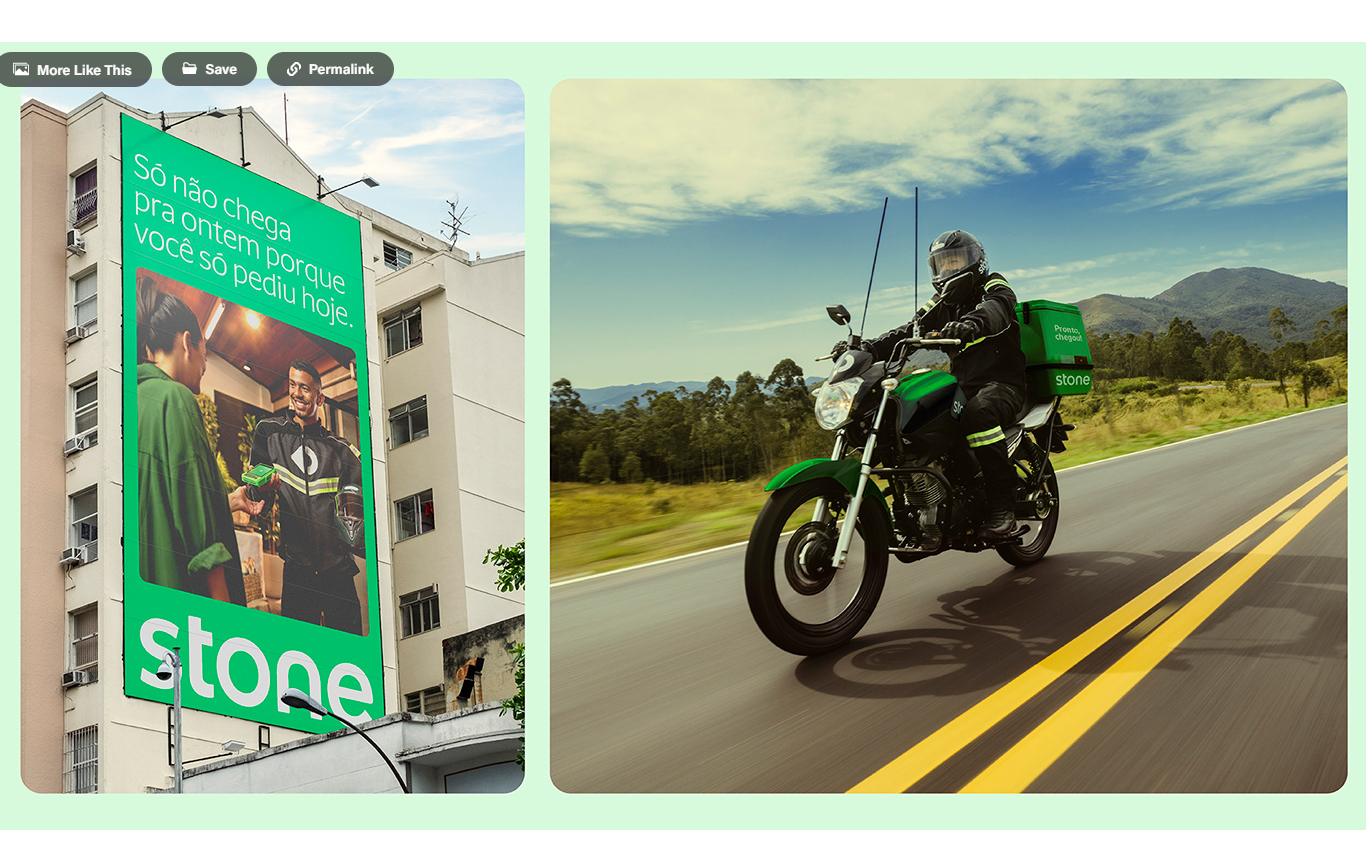 More Like This
Save
Permalink
Só não chega
pra ontem porque
você só pediu hoje.
stone
Pronto,
chegou!
stone